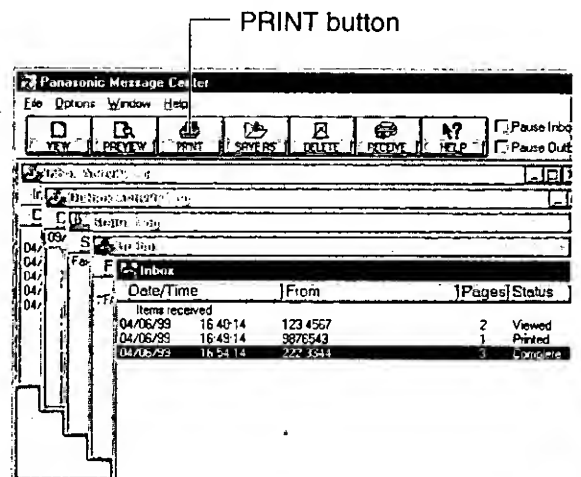 PRINT button
Panasonic Message Center
File Options Window Help
VIEW PREVIEW PRINT SAVE AS DELETE RECEIVE HELP
Pause Inbo
Pause Outb
Inbox
Date/Time From Pages Status
Items received
04/06/99 16:40:14 123 4567 2 Viewed
04/06/99 16:49:14 9876543 1 Printed
04/06/99 16:54:14 222 3344 3 Complete